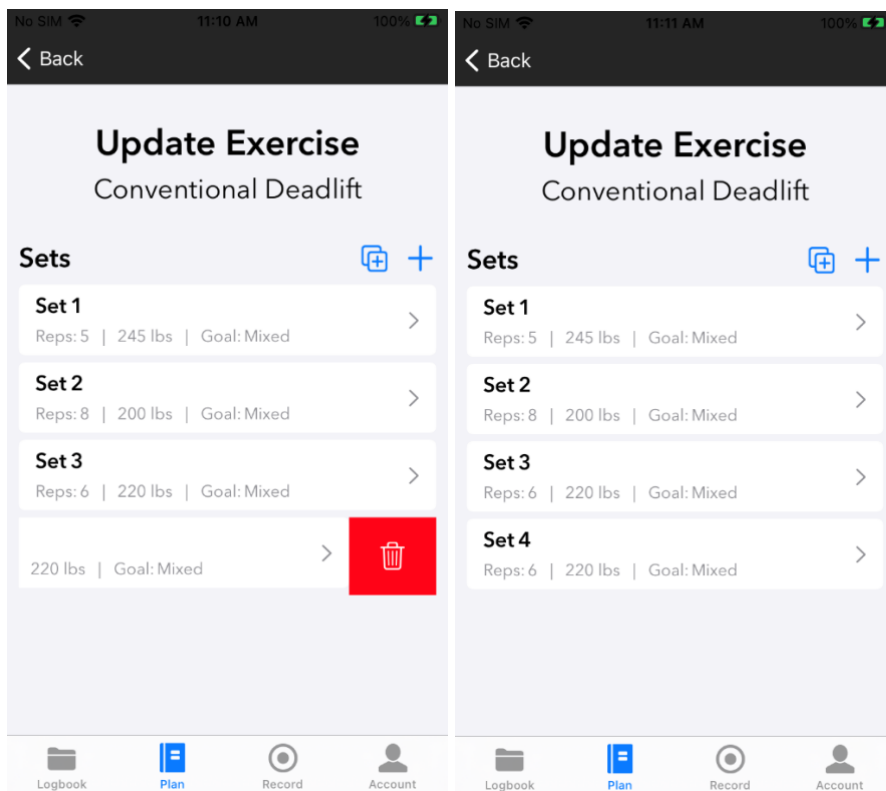 No SIM 11:10 AM 100%
Back
Update Exercise
Conventional Deadlift
Sets
Set 1
Reps: 5 | 245 lbs | Goal: Mixed
Set 2
Reps: 8 | 200 lbs | Goal: Mixed
Set 3
Reps: 6 | 220 lbs | Goal: Mixed
220 lbs | Goal: Mixed
Logbook Plan Record Account
No SIM 11:11 AM 100%
Back
Update Exercise
Conventional Deadlift
Sets
Set 1
Reps: 5 | 245 lbs | Goal: Mixed
Set 2
Reps: 8 | 200 lbs | Goal: Mixed
Set 3
Reps: 6 | 220 lbs | Goal: Mixed
Set 4
Reps: 6 | 220 lbs | Goal: Mixed
Logbook Plan Record Account